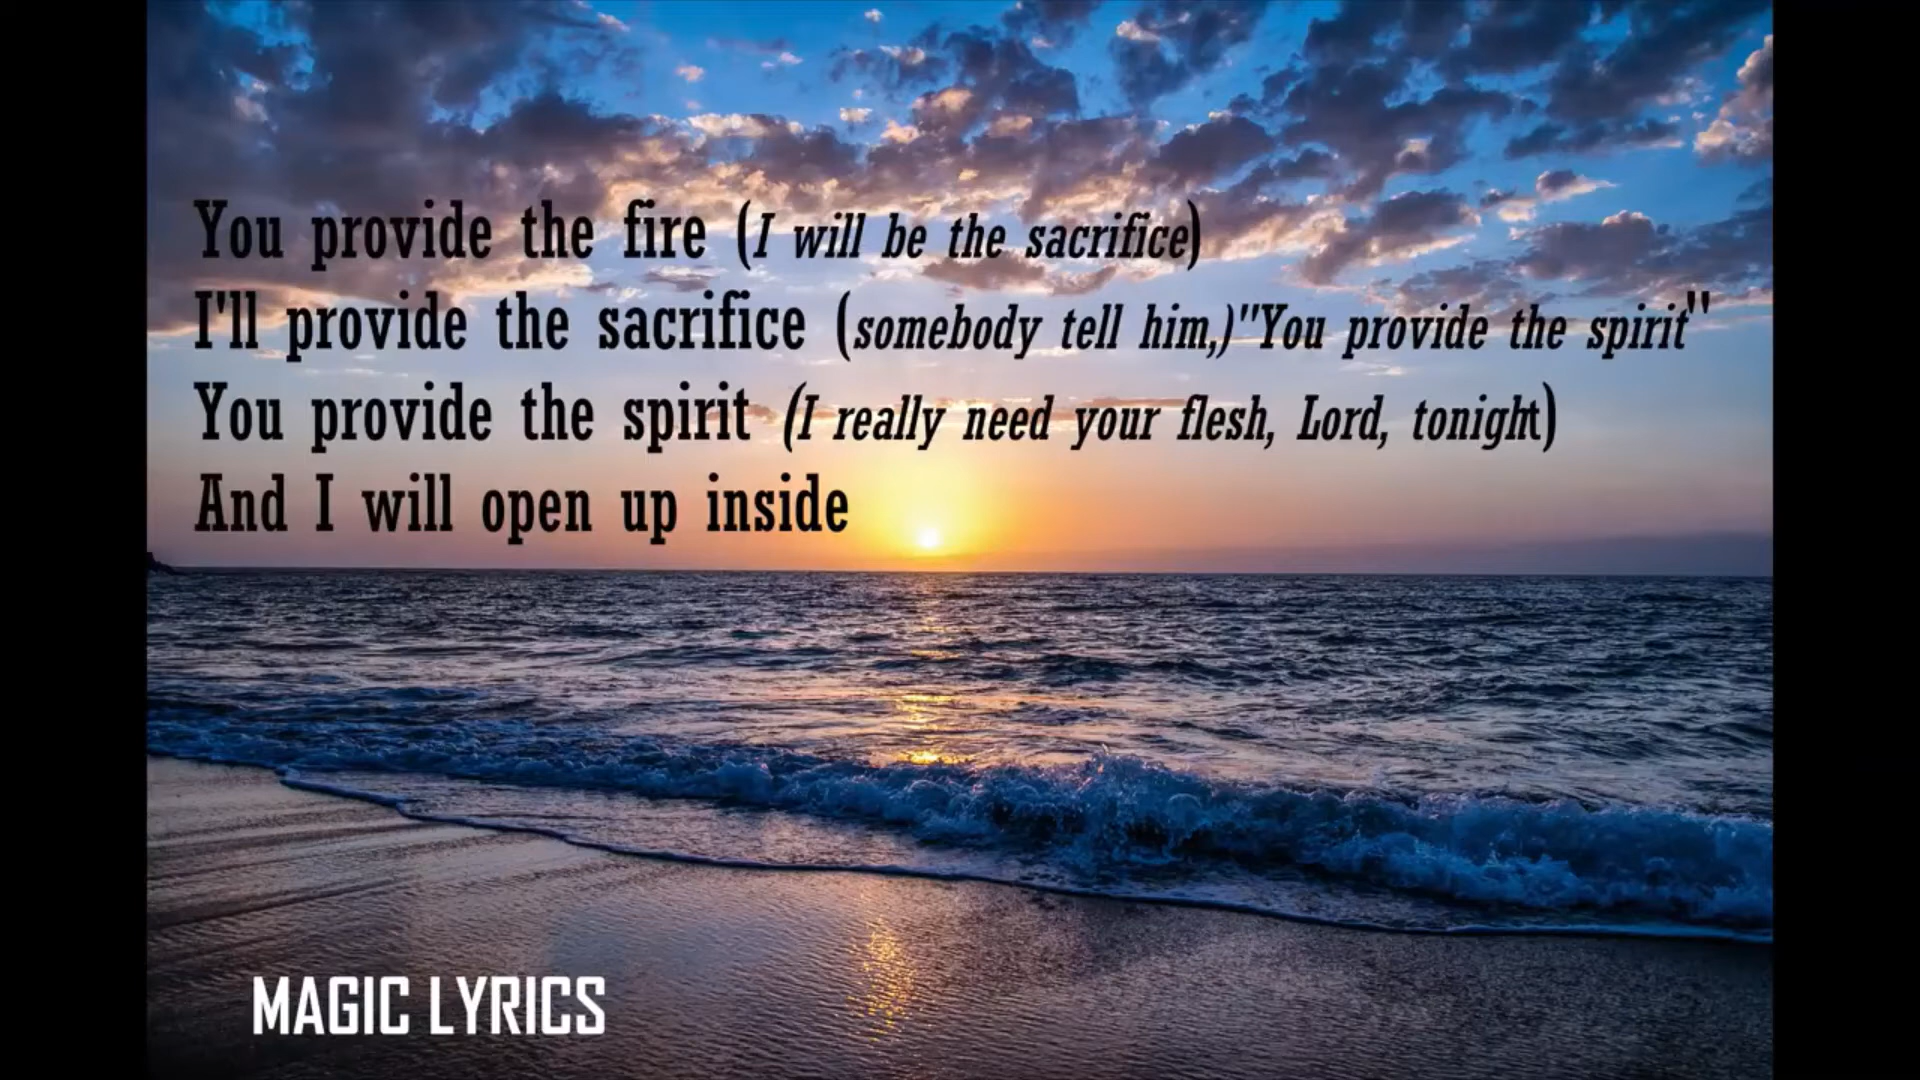 You provide the fire (I will be the sacrifice)
I'll provide the sacrifice (somebody tell him,)"You provide the spirit"
You provide the spirit (I really need your flesh, Lord, tonight)
And I will open up inside
MAGIC LYRICS